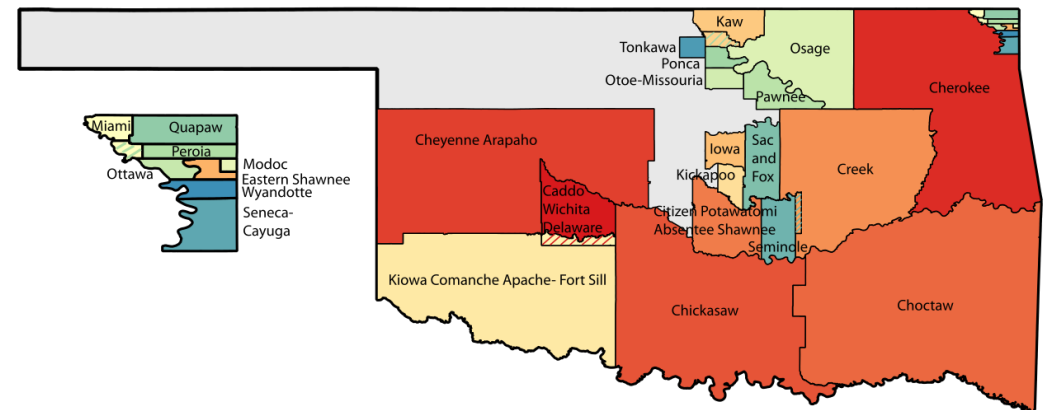 Kaw
Tonkawa
Osage
Ponca
Otoe-Missouria
Cherokee
Pawnee
Miami
Quapaw
Peroia
Ottawa
Modoc
Eastern Shawnee
Wyandotte
Seneca-
Cayuga
Cheyenne Arapaho
Iowa
Sac
and
Fox
Kickapoo
Creek
Caddo
Wichita
Delaware
Citizen Potawatomi
Absentee Shawnee
Seminole
Kiowa Comanche Apache- Fort Sill
Chickasaw
Choctaw